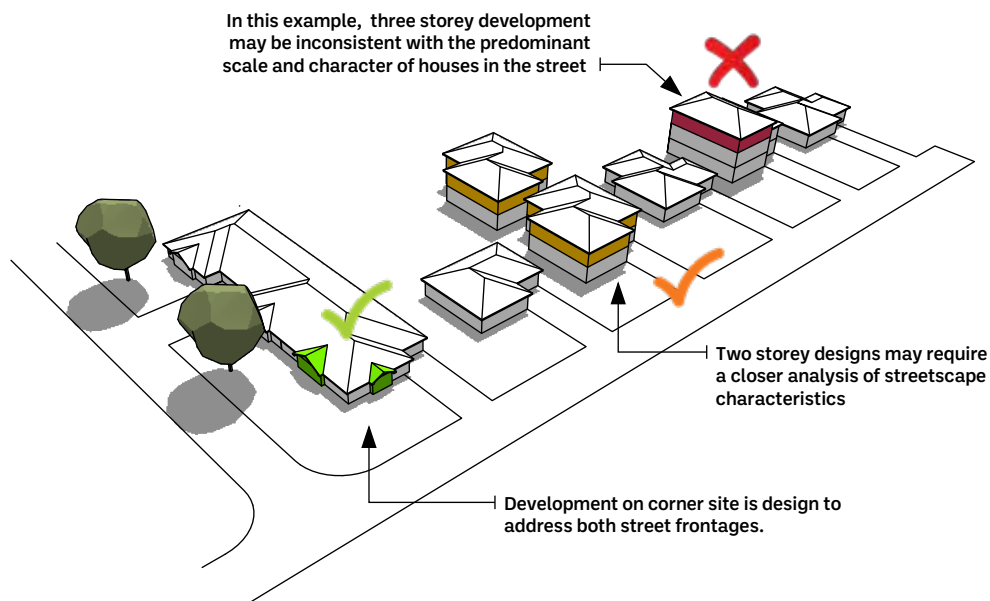 In this example, three storey development
may be inconsistent with the predominant
scale and character of houses in the street
Two storey designs may require
a closer analysis of streetscape
characteristics
Development on corner site is design to
address both street frontages.